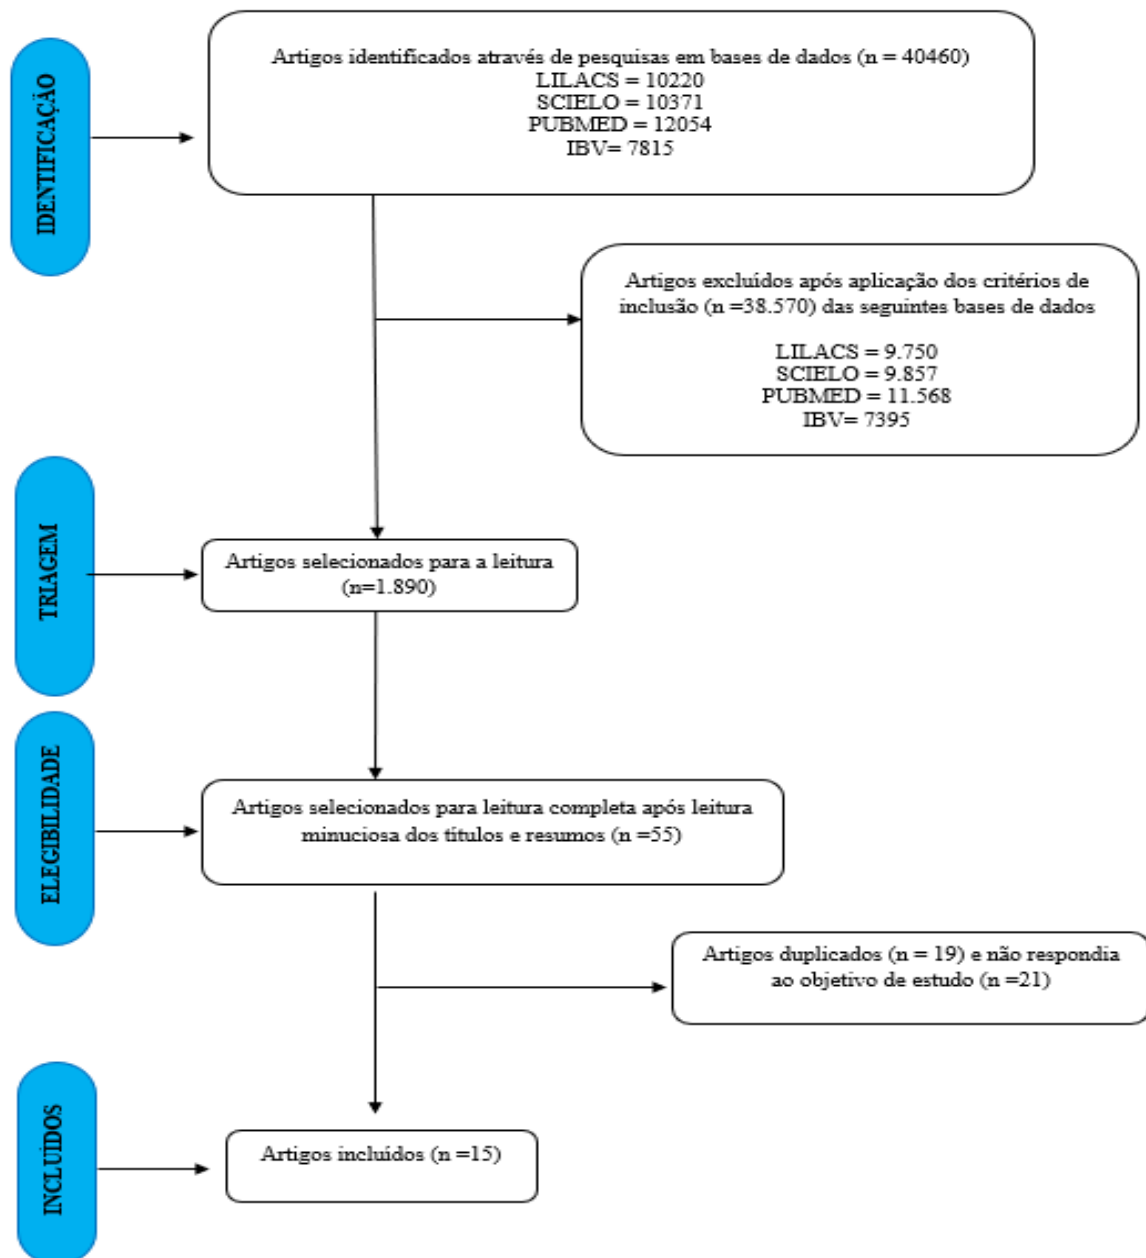 IDENTIFICAÇÃO
Artigos identificados através de pesquisas em bases de dados (n = 40460)
LILACS = 10220
SCIELO = 10371
PUBMED = 12054
IBV= 7815
Artigos excluídos após aplicação dos critérios de
inclusão (n =38.570) das seguintes bases de dados
LILACS = 9.750
SCIELO = 9.857
PUBMED = 11.568
IBV= 7395
TRIAGEM
Artigos selecionados para a leitura
(n=1.890)
ELEGIBILIDADE
Artigos selecionados para leitura completa após leitura
minuciosa dos títulos e resumos (n =55)
Artigos duplicados (n = 19) e não respondia
ao objetivo de estudo (n =21)
INCLUÍDOS
Artigos incluídos (n =15)